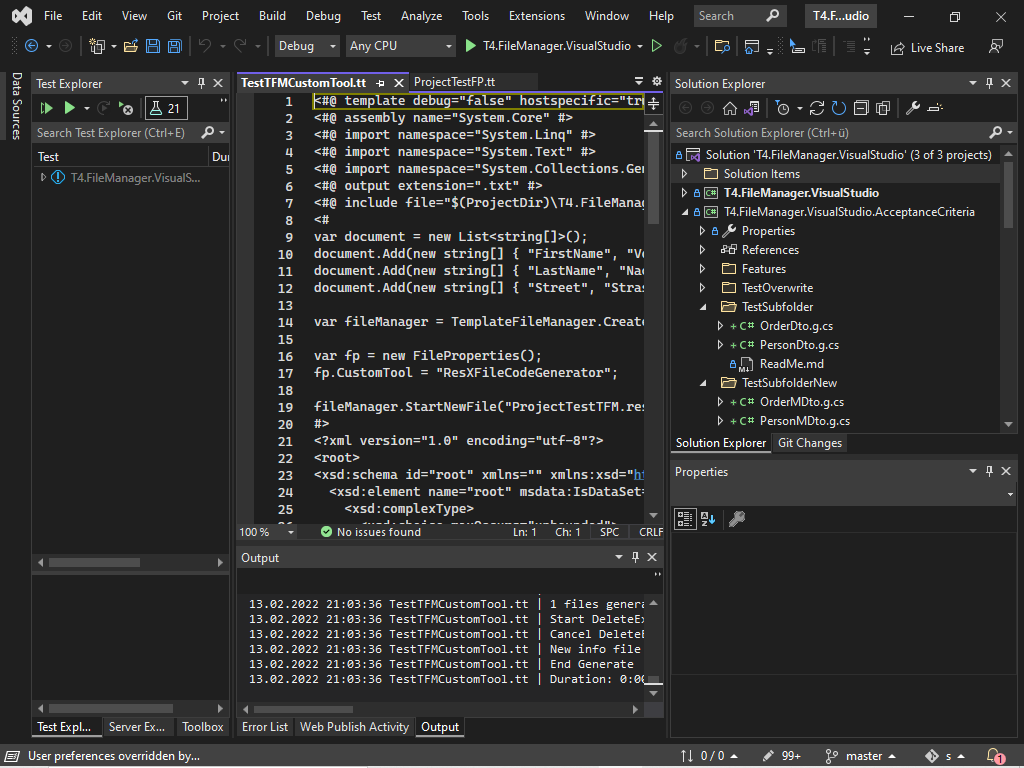 File Edit View Git Project Build Debug Test Analyze Tools Extensions Window Help Search T4.F...udio
Debug Any CPU T4.FileManager.VisualStudio Live Share
Data Sources
Test Explorer
21
Search Test Explorer (Ctrl+E)
Test Dur
T4.FileManager.VisualS...
Test Expl... Server Ex... Toolbox
TestTFMCustomTool.tt ProjectTestFP.tt
1 <#@ template debug="false" hostspecific="tr
2 <#@ assembly name="System.Core" #>
3 <#@ import namespace="System.Linq" #>
4 <#@ import namespace="System.Text" #>
5 <#@ import namespace="System.Collections.Ger
6 <#@ output extension=".txt" #>
7 <#@ include file="$(ProjectDir)\T4.FileManag
8 <#
9 var document = new List<string[]>();
10 document.Add(new string[] { "FirstName", "Vo
11 document.Add(new string[] { "LastName", "Nac
12 document.Add(new string[] { "Street", "Stras
13
14 var fileManager = TemplateFileManager.Create
15
16 var fp = new FileProperties();
17 fp.CustomTool = "ResXFileCodeGenerator";
18
19 fileManager.StartNewFile("ProjectTestTFM.res
20 #>
21 <?xml version="1.0" encoding="utf-8"?>
22 <root>
23 <xsd:schema id="root" xmlns="" xmlns:xsd="ht
24 <xsd:element name="root" msdata:IsDataSet=
25 <xsd:complexType>
100 % No issues found Ln: 1 Ch: 1 SPC CRLF
Output
13.02.2022 21:03:36 TestTFMCustomTool.tt | 1 files genera
13.02.2022 21:03:36 TestTFMCustomTool.tt | Start DeleteEx
13.02.2022 21:03:36 TestTFMCustomTool.tt | Cancel DeleteE
13.02.2022 21:03:36 TestTFMCustomTool.tt | New info file
13.02.2022 21:03:36 TestTFMCustomTool.tt | End Generate
13.02.2022 21:03:36 TestTFMCustomTool.tt | Duration: 0:00
Error List Web Publish Activity Output
Solution Explorer
Search Solution Explorer (Ctrl+ü)
Solution 'T4.FileManager.VisualStudio' (3 of 3 projects)
Solution Items
C# T4.FileManager.VisualStudio
C# T4.FileManager.VisualStudio.AcceptanceCriteria
Properties
References
Features
TestOverwrite
TestSubfolder
+ C# OrderDto.g.cs
+ C# PersonDto.g.cs
ReadMe.md
TestSubfolderNew
+ C# OrderMDto.g.cs
+ C# PersonMDto.g.cs
Solution Explorer Git Changes
Properties
User preferences overridden by... 0 / 0 99+ master s 1